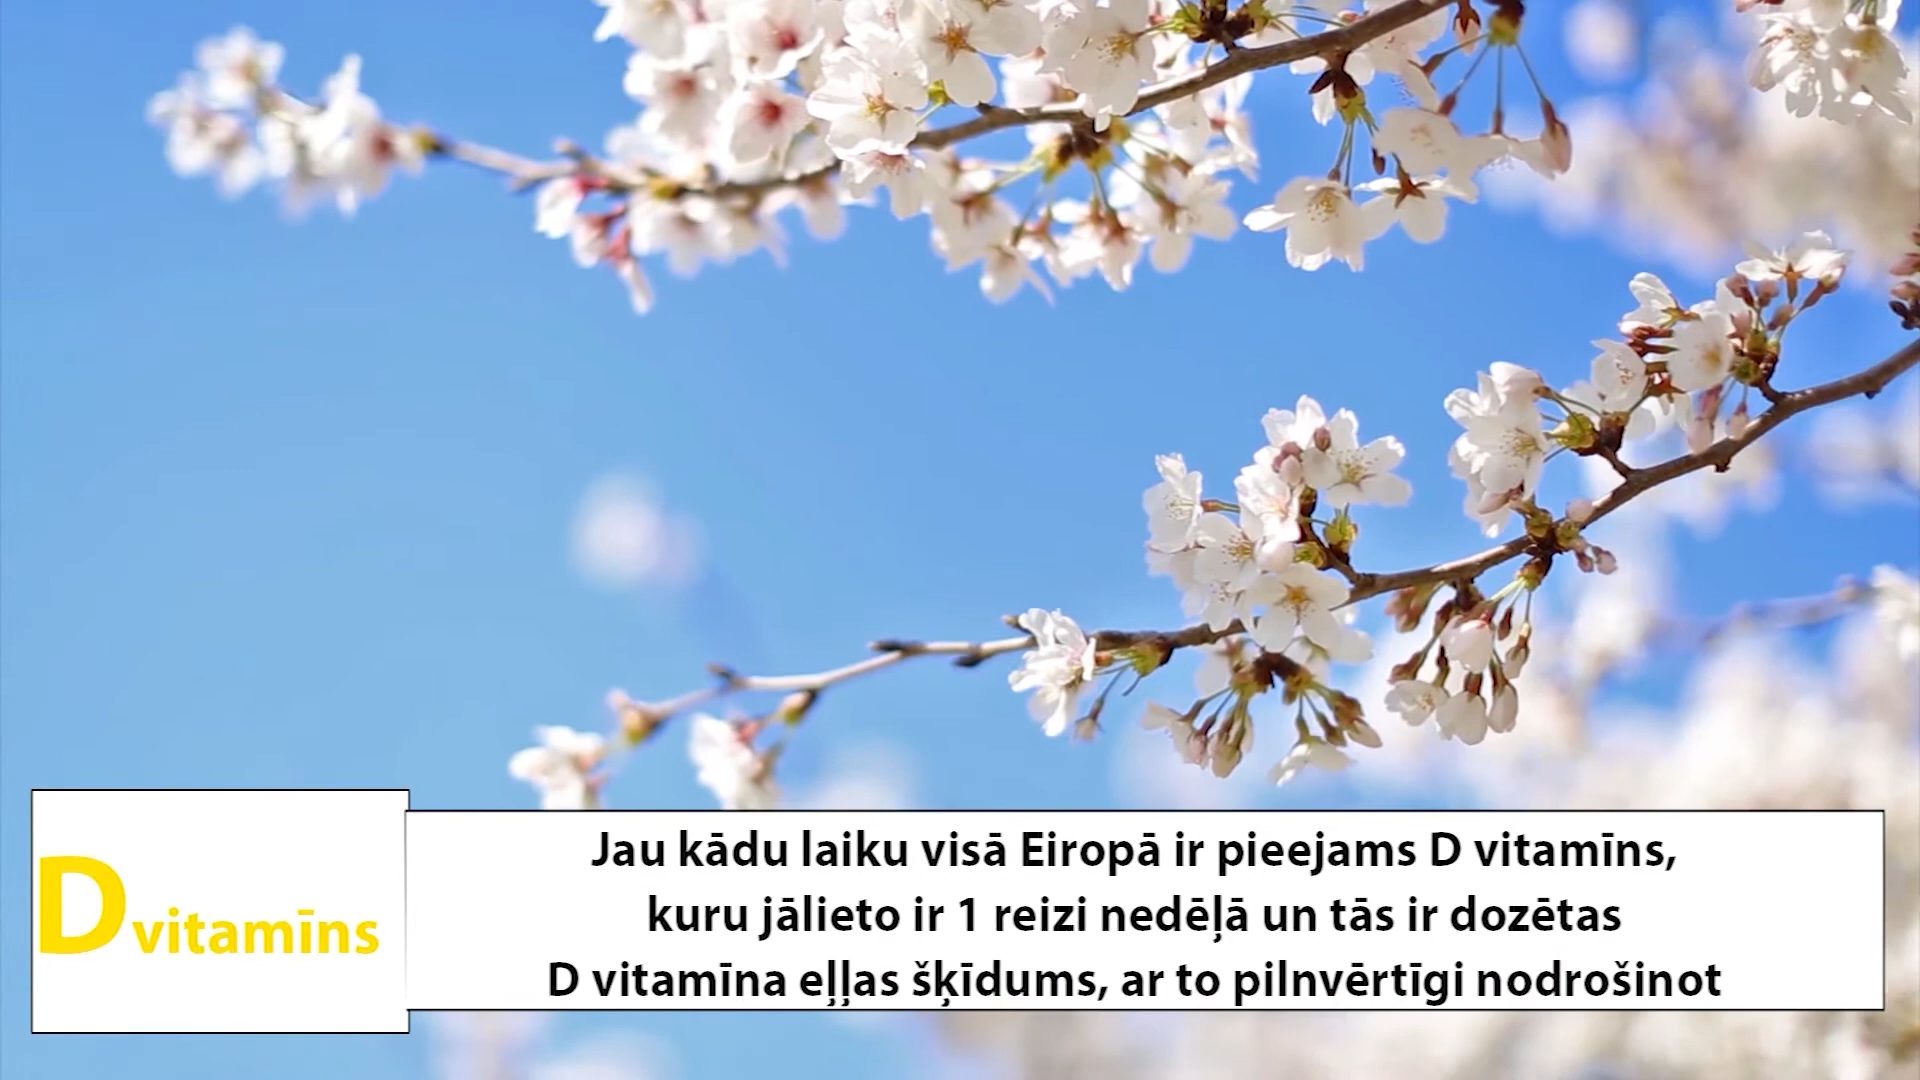 D vitamīns
Jau kādu laiku visā Eiropā ir pieejams D vitamīns,
kuru jālieto ir 1 reizi nedēļā un tās ir dozētas
D vitamīna eļļas šķīdums, ar to pilnvērtīgi nodrošinot